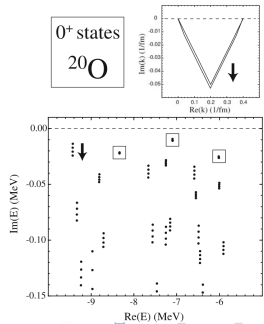 0+ states
20O
Im(k) (1/fm)
0
-0.01
-0.02
-0.03
-0.04
-0.05
0 0.1 0.2 0.3 0.4
Re(k) (1/fm)
Im(E) (MeV)
0.00
-0.05
-0.10
-0.15
-9 -8 -7 -6
Re(E) (MeV)